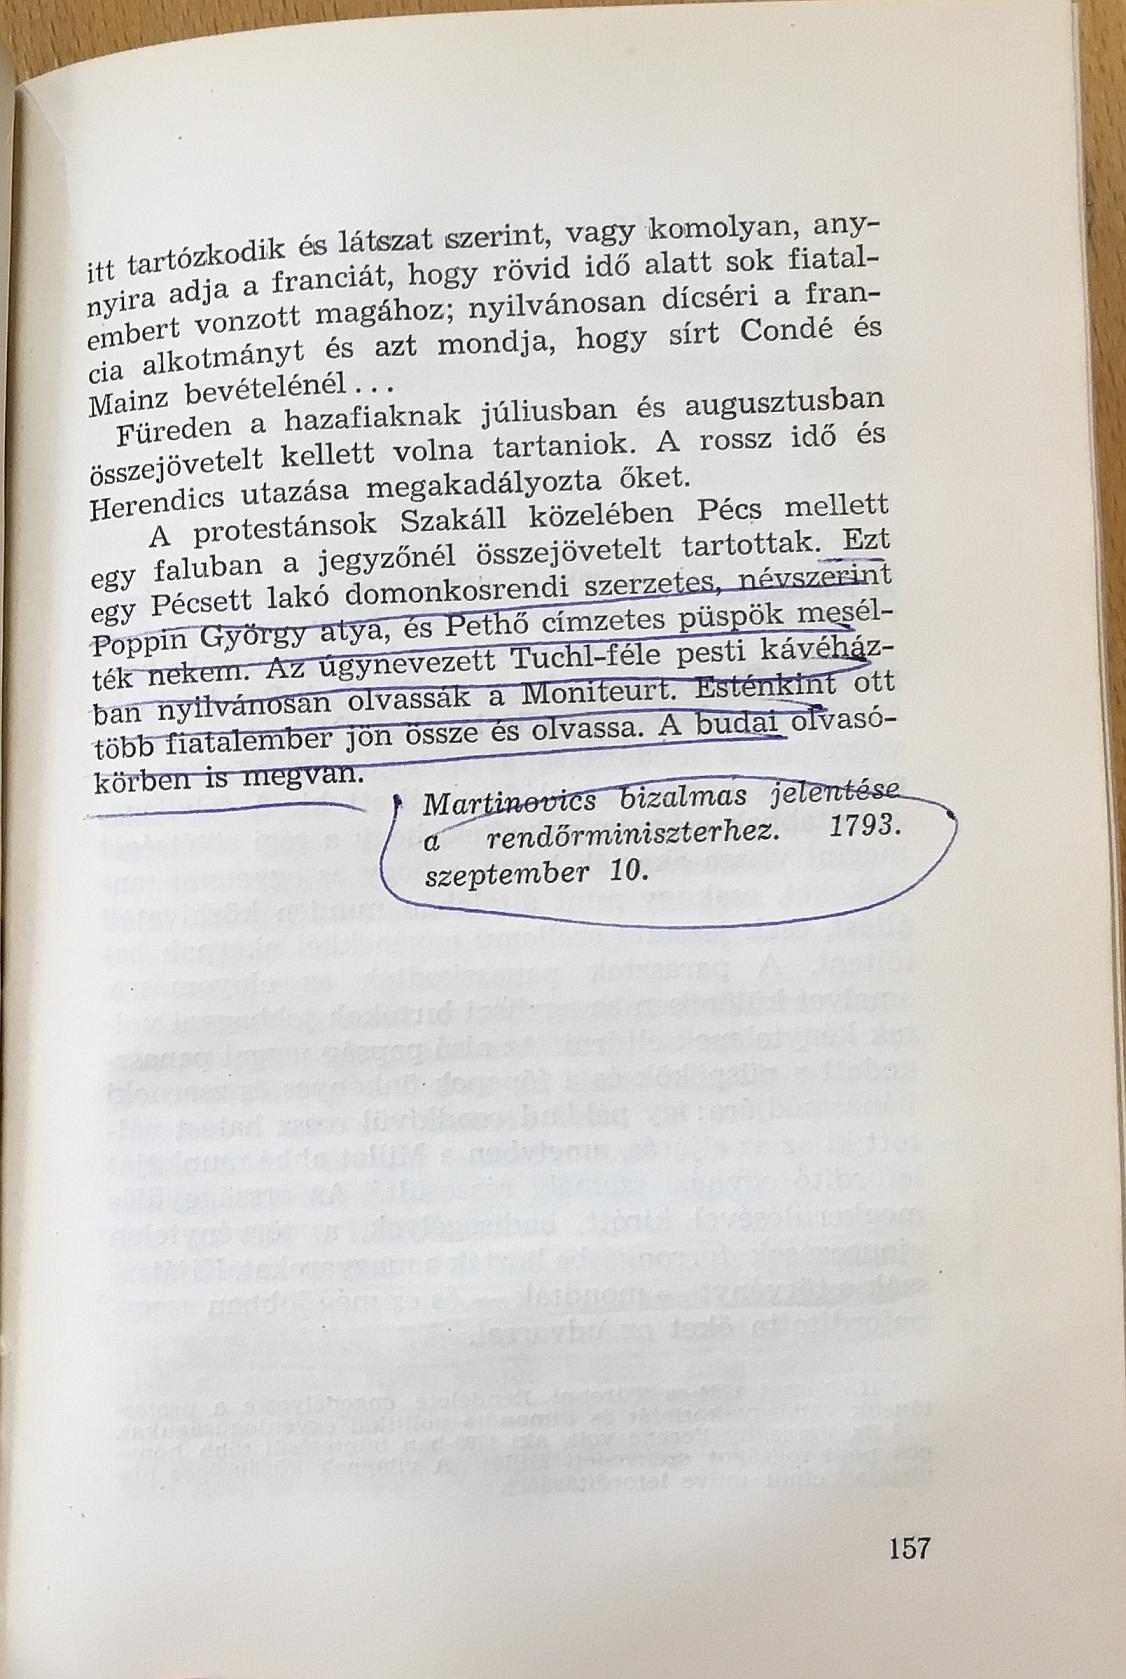 itt tartózkodik és látszat szerint, vagy komolyan, any-
nyira adja a franciát, hogy rövid idő alatt sok fiatal-
embert vonzott magához; nyilvánosan dícséri a fran-
cia alkotmányt és azt mondja, hogy sírt Condé és
Mainz bevételénél...
Füreden a hazafiaknak júliusban és augusztusban
összejövetelt kellett volna tartaniok. A rossz idő és
Herendics utazása megakadályozta őket.
A protestánsok Szakáll közelében Pécs mellett
egy faluban a jegyzőnél összejövetelt tartottak. Ezt
egy Pécsett lakó domonkosrendi szerzetes, névszerint
Poppin György atya, és Pethő címzetes püspök mesél-
ték nekem. Az úgynevezett Tuchl-féle pesti kávéház-
ban nyilvánosan olvassák a Moniteurt. Esténkint ott
több fiatalember jön össze és olvassa. A budai olvasó-
körben is megvan.
Martinovics bizalmas jelentése
a rendőrminiszterhez. 1793.
szeptember 10.
157